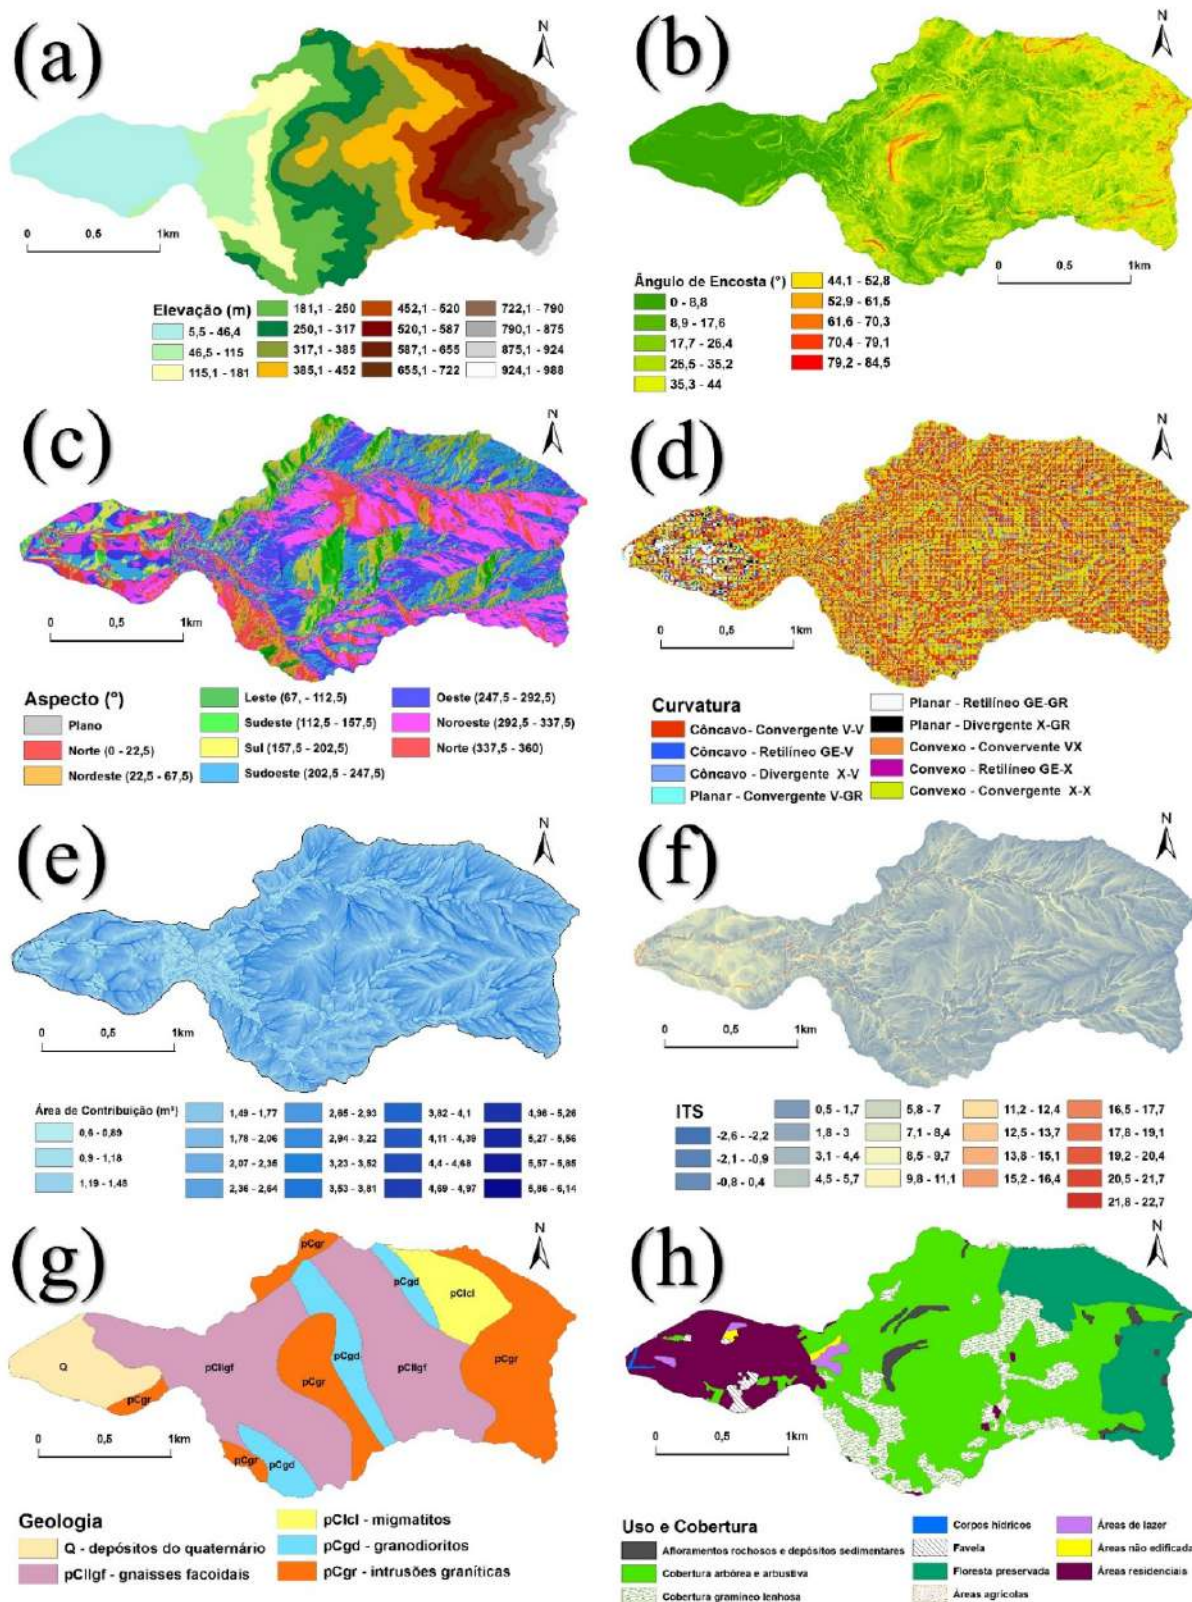 (a)
N
0 0,5 1km
Elevação (m)
5,5 - 46,4
46,5 - 115
115,1 - 181
181,1 - 250
250,1 - 317
317,1 - 385
385,1 - 452
452,1 - 520
520,1 - 587
587,1 - 655
655,1 - 722
722,1 - 790
790,1 - 875
875,1 - 924
924,1 - 988
(b)
N
0 0,5 1km
Ângulo de Encosta (°)
0 - 8,8
8,9 - 17,6
17,7 - 26,4
26,5 - 35,2
35,3 - 44
44,1 - 52,8
52,9 - 61,5
61,6 - 70,3
70,4 - 79,1
79,2 - 84,5
(c)
N
0 0,5 1km
Aspecto (°)
Plano
Norte (0 - 22,5)
Nordeste (22,5 - 67,5)
Leste (67, - 112,5)
Sudeste (112,5 - 157,5)
Sul (157,5 - 202,5)
Sudoeste (202,5 - 247,5)
Oeste (247,5 - 292,5)
Noroeste (292,5 - 337,5)
Norte (337,5 - 360)
(d)
N
0 0,5 1km
Curvatura
Côncavo- Convergente V-V
Côncavo - Retilíneo GE-V
Côncavo - Divergente X-V
Planar - Convergente V-GR
Planar - Retilíneo GE-GR
Planar - Divergente X-GR
Convexo - Convervente VX
Convexo - Retilíneo GE-X
Convexo - Convergente X-X
(e)
N
0 0,5 1km
Área de Contribuição (m²)
0,6 - 0,89
0,9 - 1,18
1,19 - 1,48
1,49 - 1,77
1,78 - 2,06
2,07 - 2,35
2,36 - 2,64
2,65 - 2,93
2,94 - 3,22
3,23 - 3,52
3,53 - 3,81
3,82 - 4,1
4,11 - 4,39
4,4 - 4,68
4,69 - 4,97
4,98 - 5,26
5,27 - 5,56
5,57 - 5,85
5,86 - 6,14
(f)
N
0 0,5 1km
ITS
-2,6 - -2,2
-2,1 - -0,9
-0,8 - 0,4
0,5 - 1,7
1,8 - 3
3,1 - 4,4
4,5 - 5,7
5,8 - 7
7,1 - 8,4
8,5 - 9,7
9,8 - 11,1
11,2 - 12,4
12,5 - 13,7
13,8 - 15,1
15,2 - 16,4
16,5 - 17,7
17,8 - 19,1
19,2 - 20,4
20,5 - 21,7
21,8 - 22,7
(g)
N
pCgr
pCgd
pCIcI
Q
pCIIgf
pCgd
pCIIgf
pCgr
pCgr
pCgr
pCgr
pCgd
0 0,5 1km
Geologia
Q - depósitos do quaternário
pCIIgf - gnaisses facoidais
pCIcI - migmatitos
pCgd - granodioritos
pCgr - intrusões graníticas
(h)
N
0 0,5 1km
Uso e Cobertura
Afloramentos rochosos e depósitos sedimentares
Cobertura arbórea e arbustiva
Cobertura gramíneo lenhosa
Corpos hídricos
Favela
Floresta preservada
Áreas agrícolas
Áreas de lazer
Áreas não edificada
Áreas residenciais